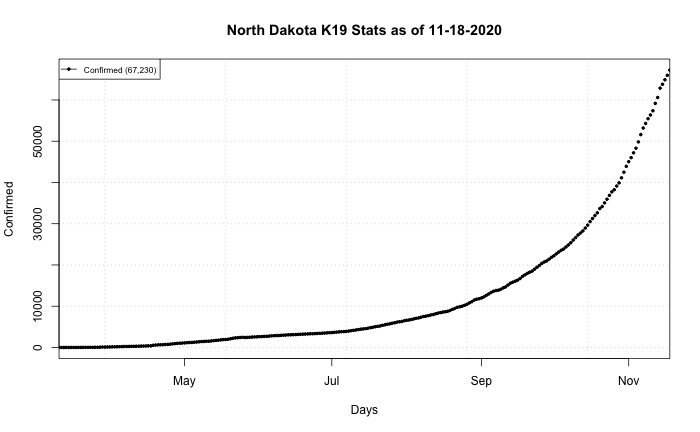 North Dakota K19 Stats as of 11-18-2020
Confirmed (67,230)
50000
30000
10000
0
Confirmed
May Jul Sep Nov
Days